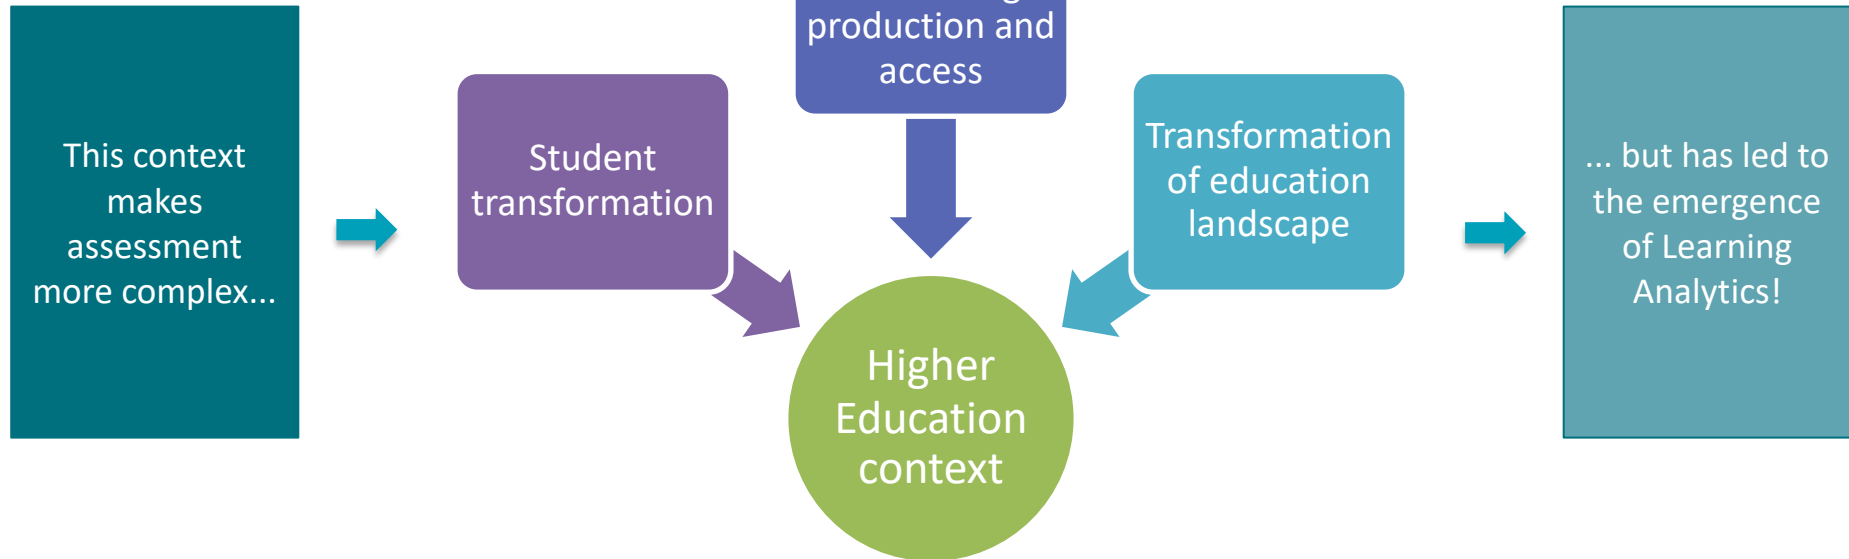 This context
makes
assessment
more complex...
Student
transformation
production and
access
Transformation
of education
landscape
Higher
Education
context
... but has led to
the emergence
of Learning
Analytics!